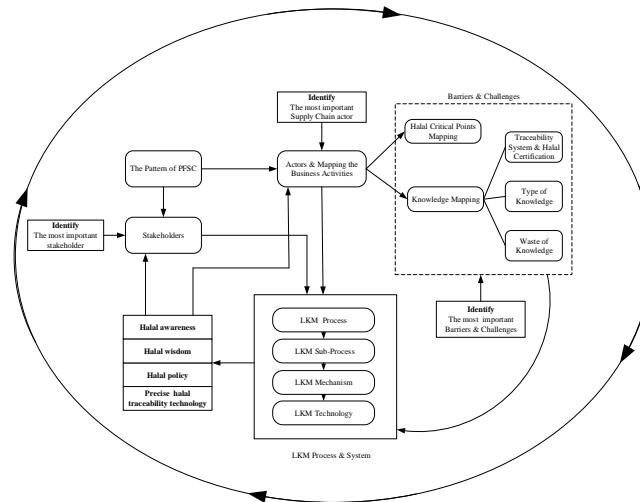 Identify
The most important
Supply Chain actor
Barriers & Challenges
Halal Critical Points
Mapping
Traceability
System & Halal
Certification
The Pattern of PFSC
Actors & Mapping the
Business Activities
Knowledge Mapping
Type of
Knowledge
Identify
The most important
stakeholder
Stakeholders
Waste of
Knowledge
Identify
The most important
Barriers & Challenges
Halal awareness
Halal wisdom
Halal policy
Precise halal
traceability technology
LKM Process
LKM Sub-Process
LKM Mechanism
LKM Technology
LKM Process & System